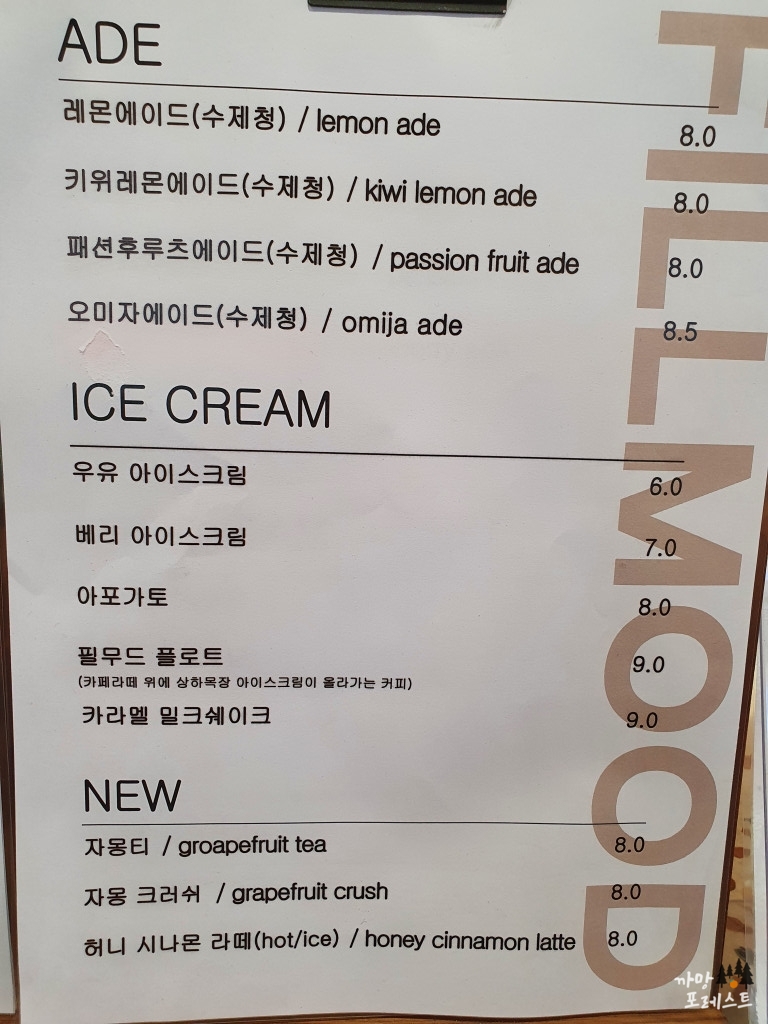 ADE
레몬에이드(수제청) / lemon ade 8.0
키위레몬에이드(수제청) / kiwi lemon ade 8.0
패션후루츠에이드(수제청) / passion fruit ade 8.0
오미자에이드(수제청) / omija ade 8.5
ICE CREAM
우유 아이스크림 6.0
베리 아이스크림 7.0
아포가토 8.0
필무드 플로트 9.0
(카페라떼 위에 상하목장 아이스크림이 올라가는 커피)
카라멜 밀크쉐이크 9.0
NEW
자몽티 / groapefruit tea 8.0
자몽 크러쉬 / grapefruit crush 8.0
허니 시나몬 라떼(hot/ice) / honey cinnamon latte 8.0
FILLMOOD
까망
포레스트